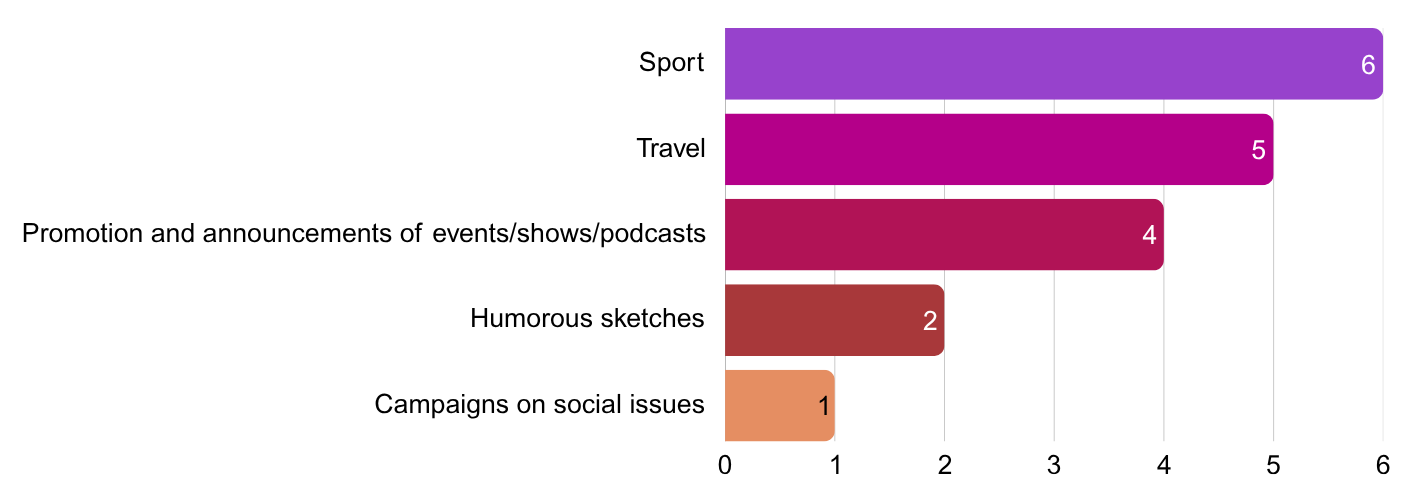 Sport 6
Travel 5
Promotion and announcements of events/shows/podcasts 4
Humorous sketches 2
Campaigns on social issues 1
0 1 2 3 4 5 6